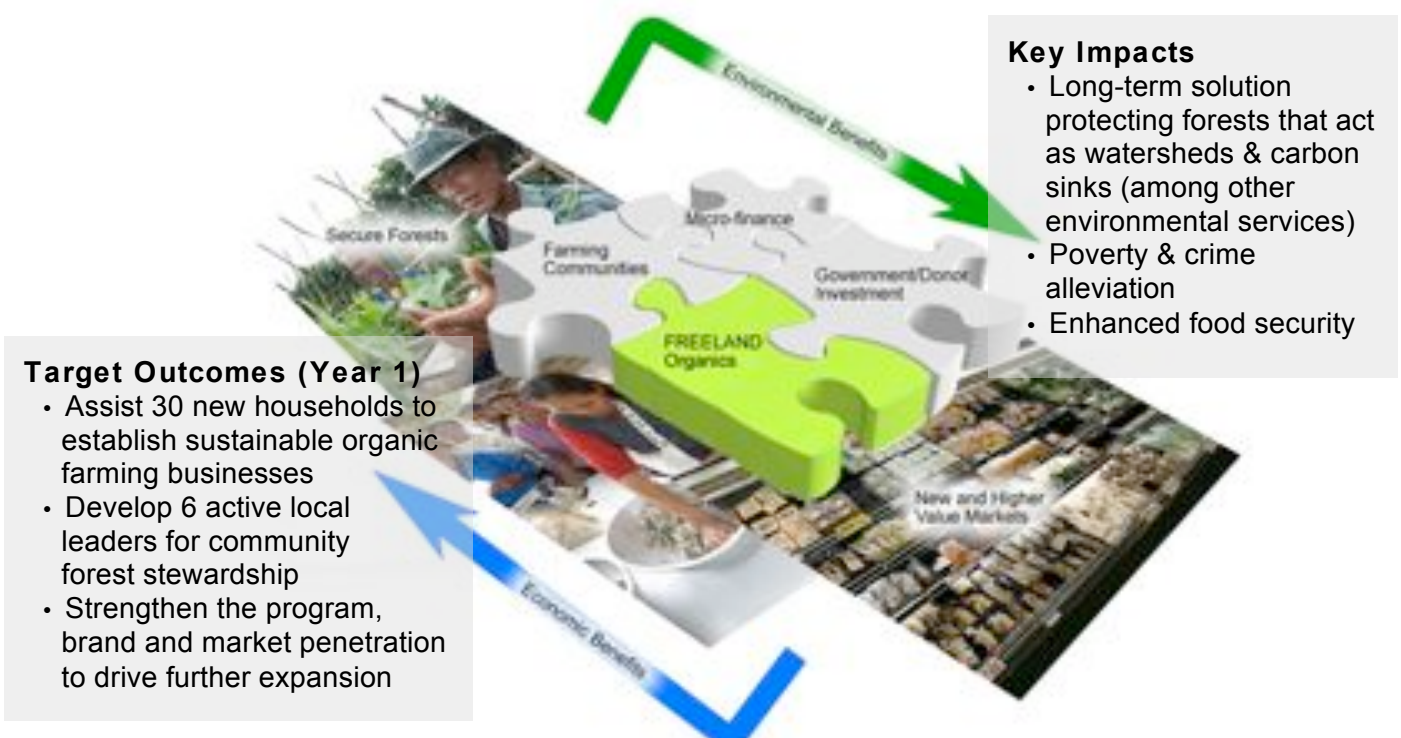 Environmental Benefits
Key Impacts
• Long-term solution
protecting forests that act
as watersheds & carbon
sinks (among other
environmental services)
• Poverty & crime
alleviation
• Enhanced food security
Secure Forests
Micro-finance
Farming
Communities
Government/Donor
Investment
FREELAND
Organics
Target Outcomes (Year 1)
• Assist 30 new households to
establish sustainable organic
farming businesses
• Develop 6 active local
leaders for community
forest stewardship
• Strengthen the program,
brand and market penetration
to drive further expansion
New and Higher
Value Markets
Economic Benefits